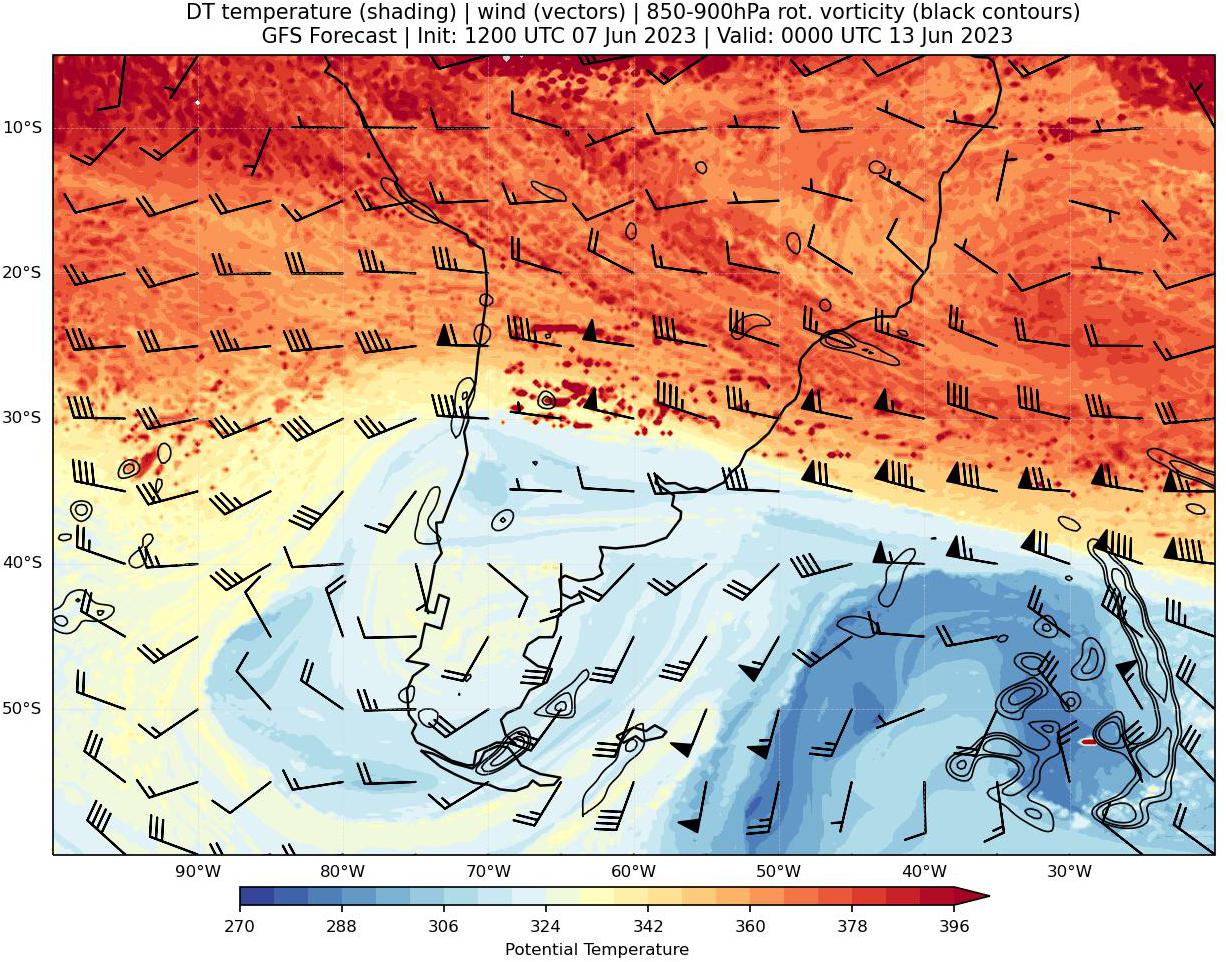 DT temperature (shading) | wind (vectors) | 850-900hPa rot. vorticity (black contours)
GFS Forecast | Init: 1200 UTC 07 Jun 2023 | Valid: 0000 UTC 13 Jun 2023
10°S
20°S
30°S
40°S
50°S
90°W 80°W 70°W 60°W 50°W 40°W 30°W
270 288 306 324 342 360 378 396
Potential Temperature